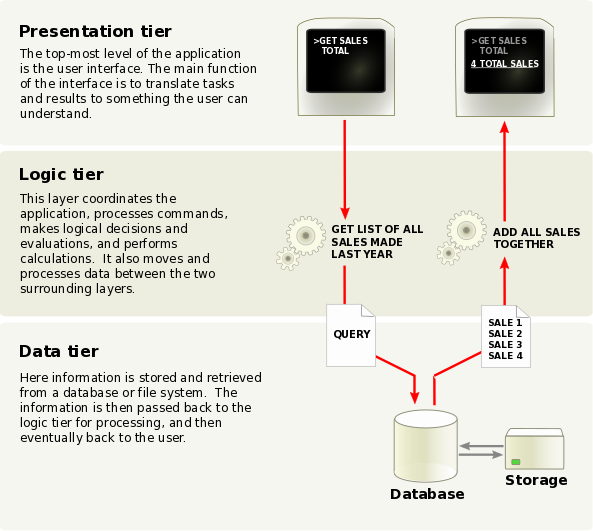 Presentation tier
The top-most level of the application
is the user interface. The main function
of the interface is to translate tasks
and results to something the user can
understand.
>GET SALES
TOTAL
>GET SALES
TOTAL
4 TOTAL SALES
Logic tier
This layer coordinates the
application, processes commands,
makes logical decisions and
evaluations, and performs
calculations. It also moves and
processes data between the two
surrounding layers.
GET LIST OF ALL
SALES MADE
LAST YEAR
ADD ALL SALES
TOGETHER
Data tier
Here information is stored and retrieved
from a database or file system. The
information is then passed back to the
logic tier for processing, and then
eventually back to the user.
QUERY
SALE 1
SALE 2
SALE 3
SALE 4
Database
Storage